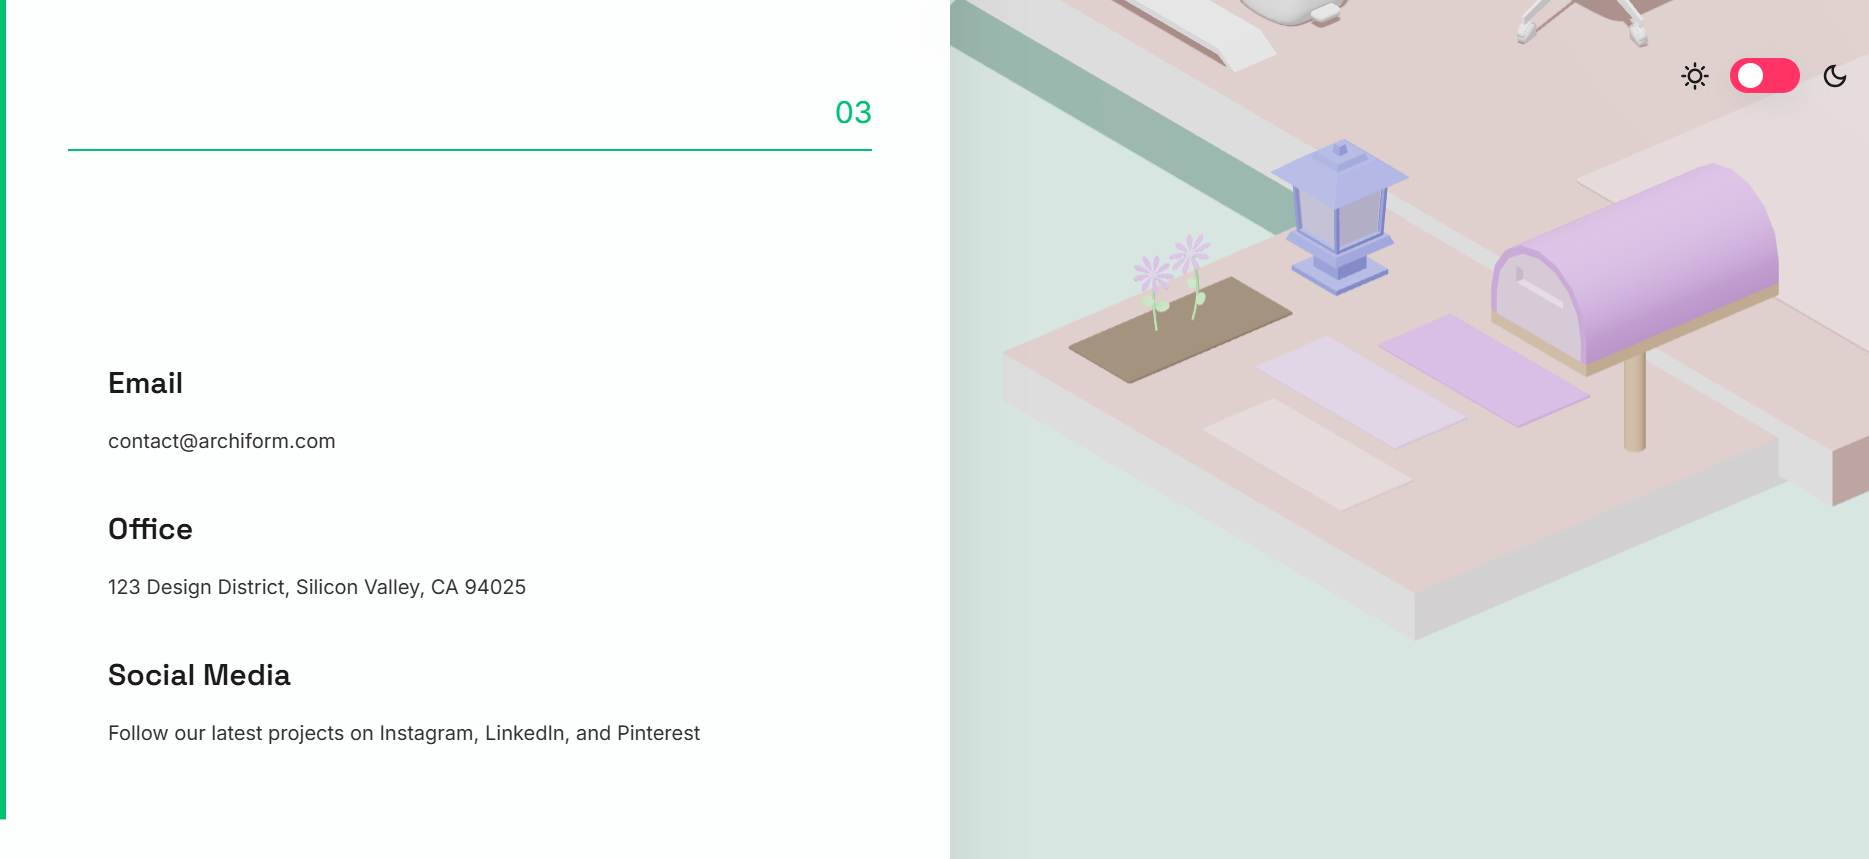 03
Email
contact@archiform.com
Office
123 Design District, Silicon Valley, CA 94025
Social Media
Follow our latest projects on Instagram, LinkedIn, and Pinterest